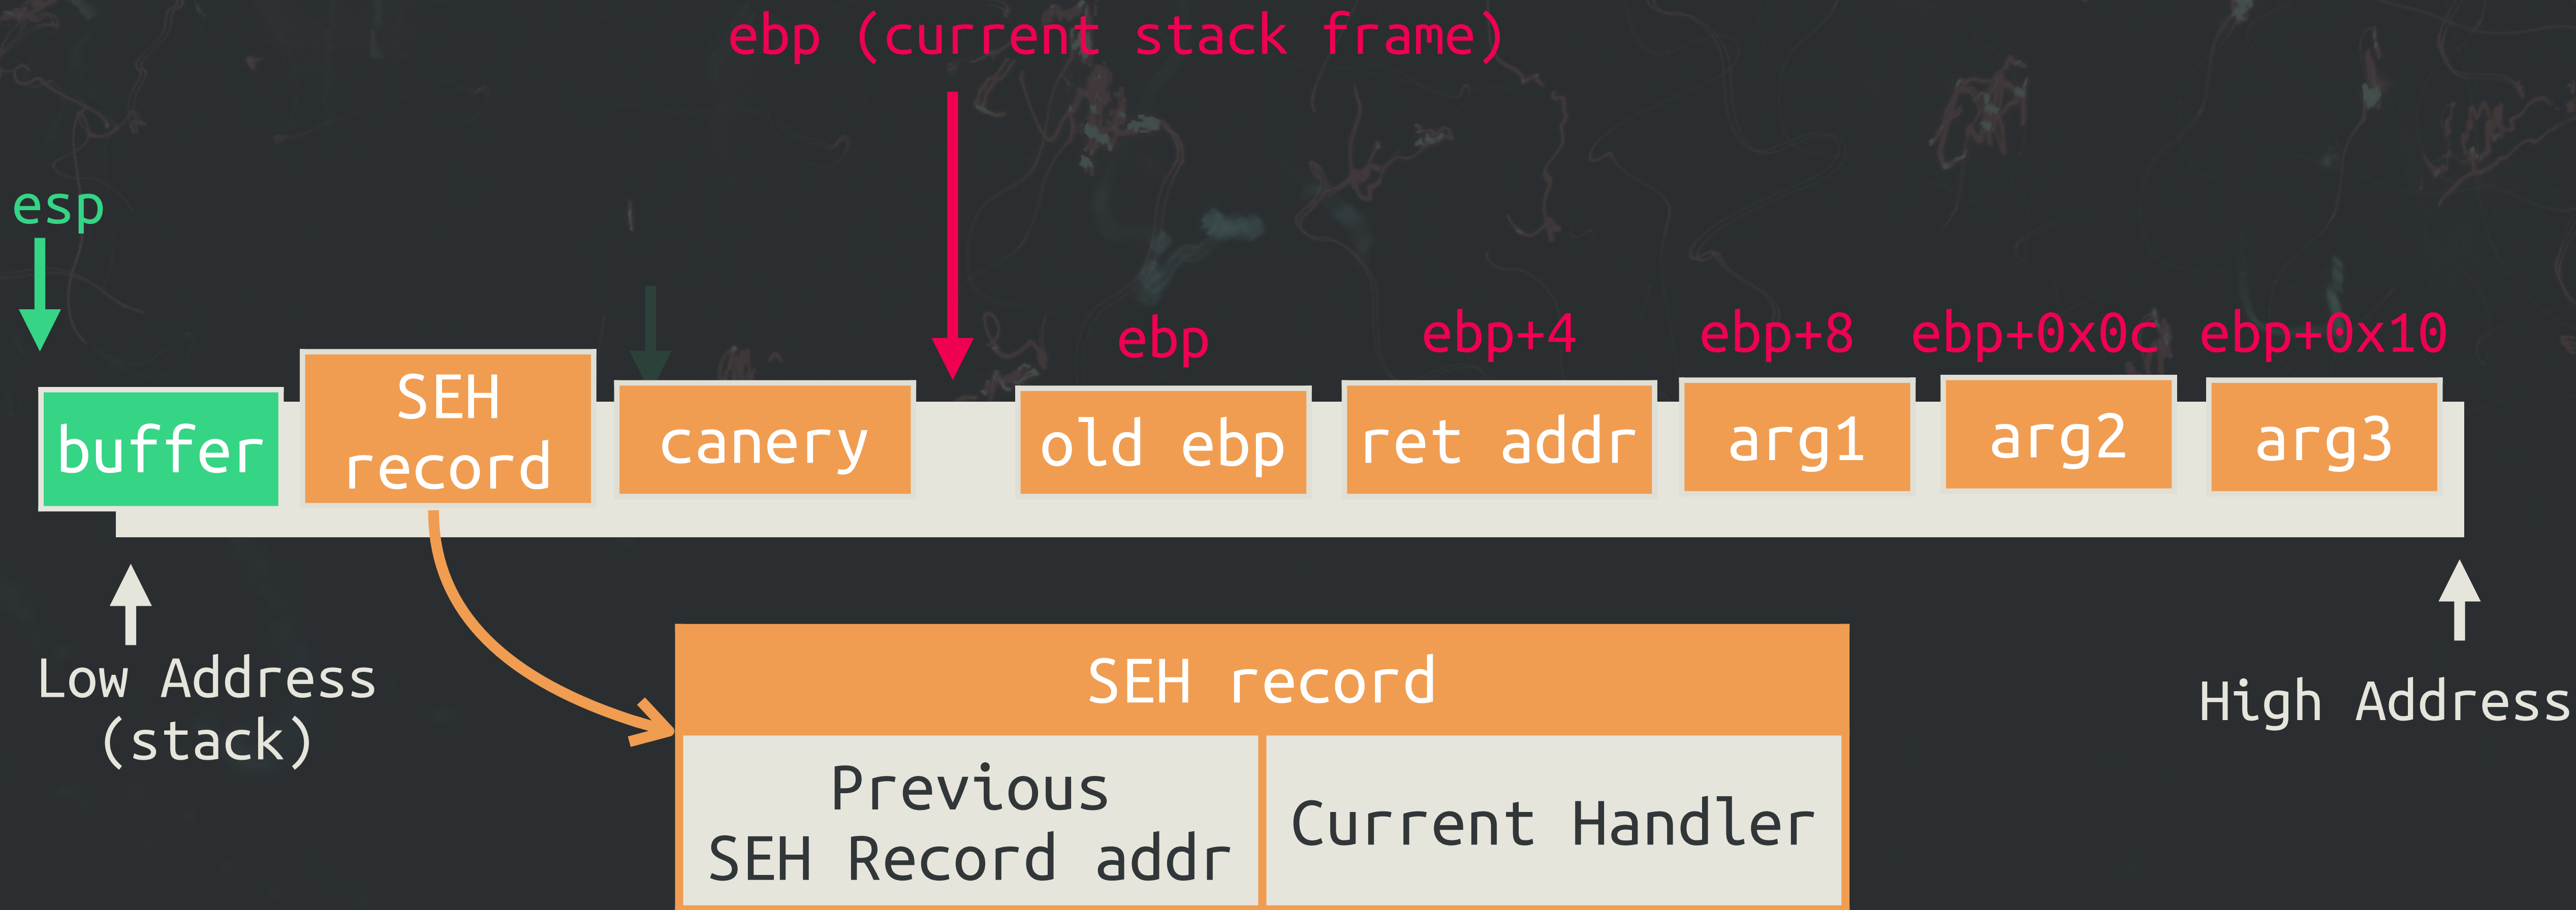 ebp (current stack frame)
esp
ebp
ebp+4
ebp+8
ebp+0x0c
ebp+0x10
buffer
SEH
record
canery
old ebp
ret addr
arg1
arg2
arg3
Low Address
(stack)
High Address
SEH record
Previous
SEH Record addr
Current Handler